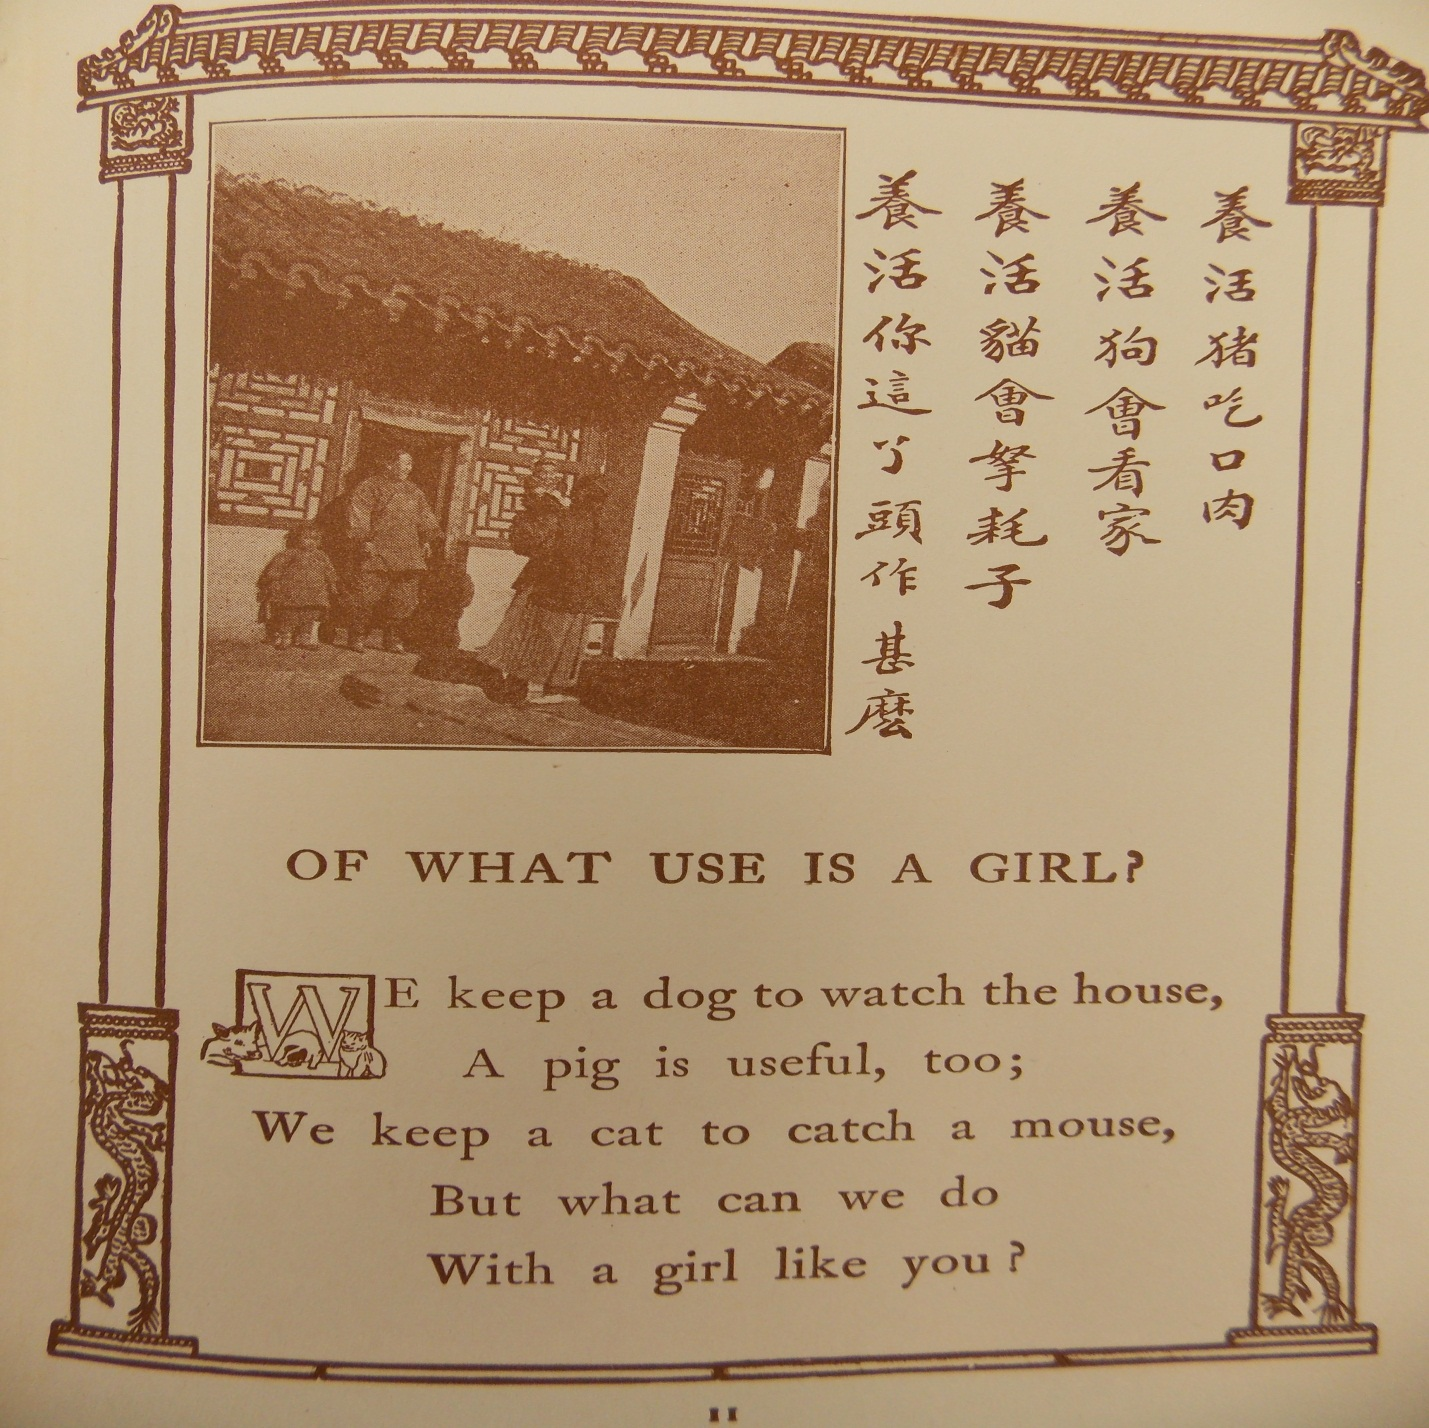 養活猪吃口肉
養活狗會看家
養活貓會拏耗子
養活你這丫頭作甚麽
OF WHAT USE IS A GIRL?
WE keep a dog to watch the house,
A pig is useful, too;
We keep a cat to catch a mouse,
But what can we do
With a girl like you?
11